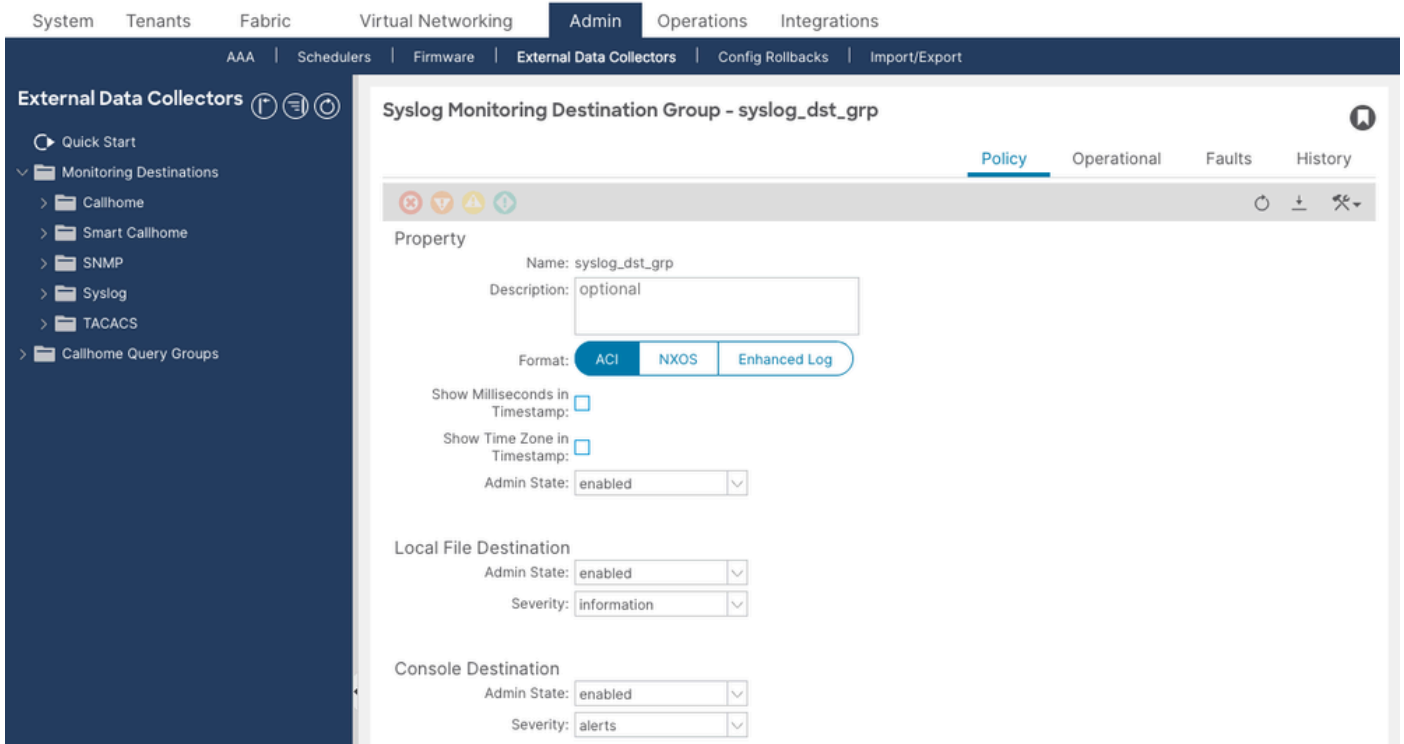 System Tenants Fabric Virtual Networking Admin Operations Integrations
AAA | Schedulers | Firmware | External Data Collectors | Config Rollbacks | Import/Export
External Data Collectors
Quick Start
Monitoring Destinations
Callhome
Smart Callhome
SNMP
Syslog
TACACS
Callhome Query Groups
Syslog Monitoring Destination Group - syslog_dst_grp
Policy Operational Faults History
Property
Name: syslog_dst_grp
Description: optional
Format: ACI NXOS Enhanced Log
Show Milliseconds in
Timestamp:
Show Time Zone in
Timestamp:
Admin State: enabled
Local File Destination
Admin State: enabled
Severity: information
Console Destination
Admin State: enabled
Severity: alerts